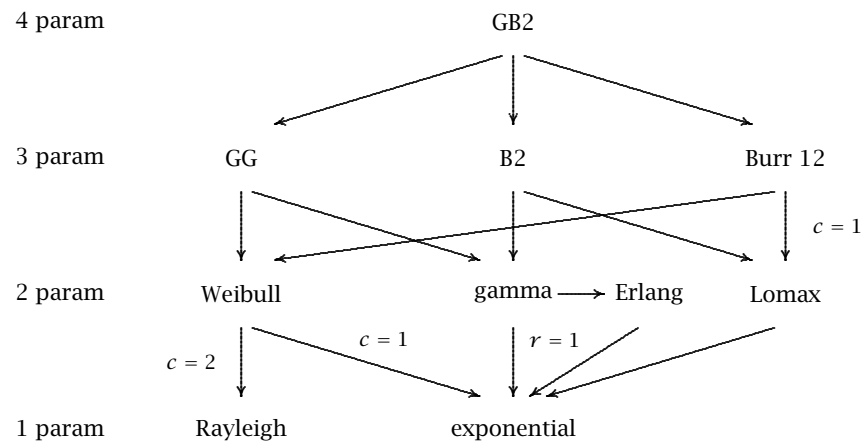 4 param GB2
3 param GG B2 Burr 12
c = 1
2 param Weibull gamma Erlang Lomax
c = 2 c = 1 r = 1
1 param Rayleigh exponential